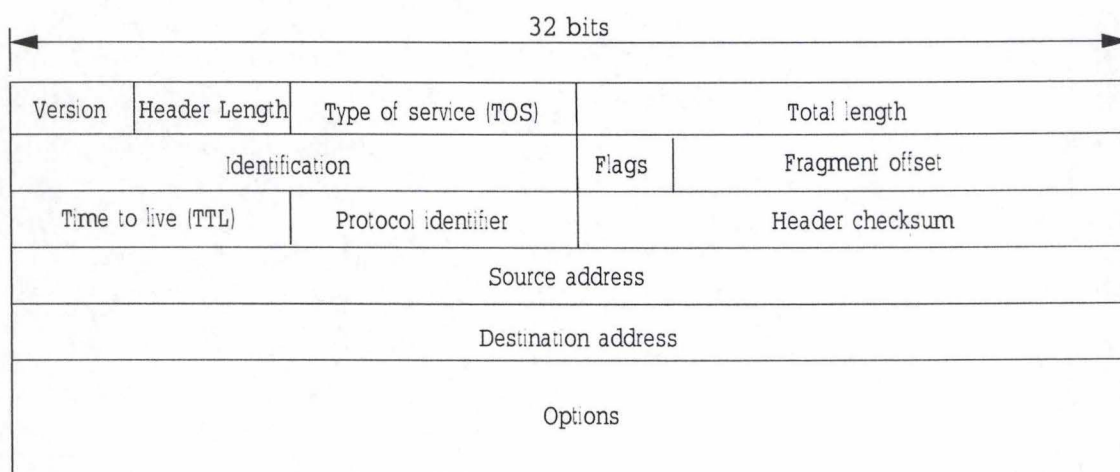 32 bits
Version Header Length Type of service (TOS) Total length
Identification Flags Fragment offset
Time to live (TTL) Protocol identifier Header checksum
Source address
Destination address
Options